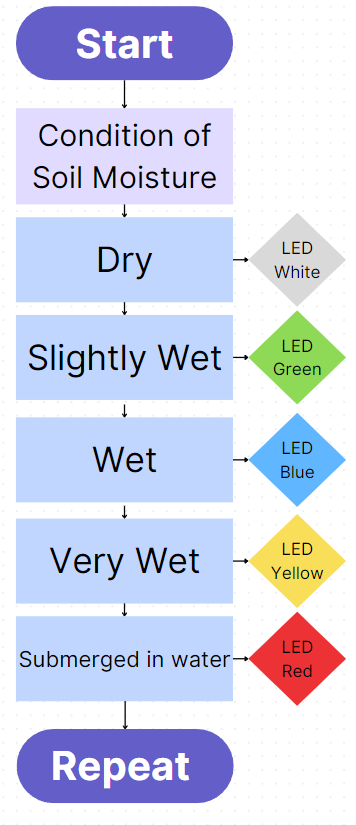 Start
Condition of
Soil Moisture
Dry
LED
White
Slightly Wet
LED
Green
Wet
LED
Blue
Very Wet
LED
Yellow
Submerged in water
LED
Red
Repeat